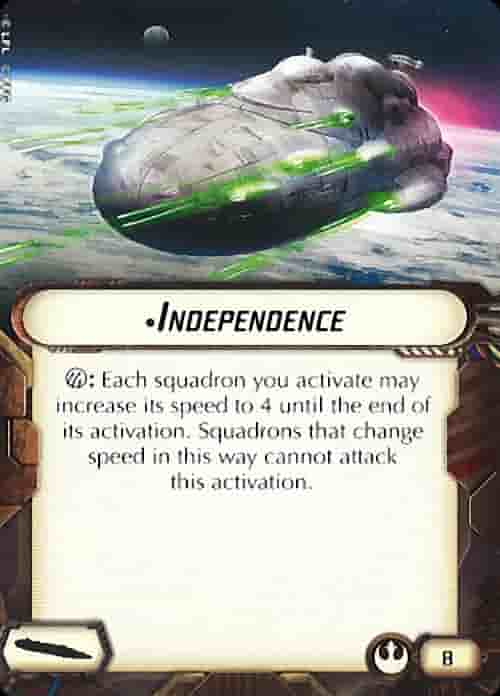 •Independence
: Each squadron you activate may
increase its speed to 4 until the end of
its activation. Squadrons that change
speed in this way cannot attack
this activation.
8